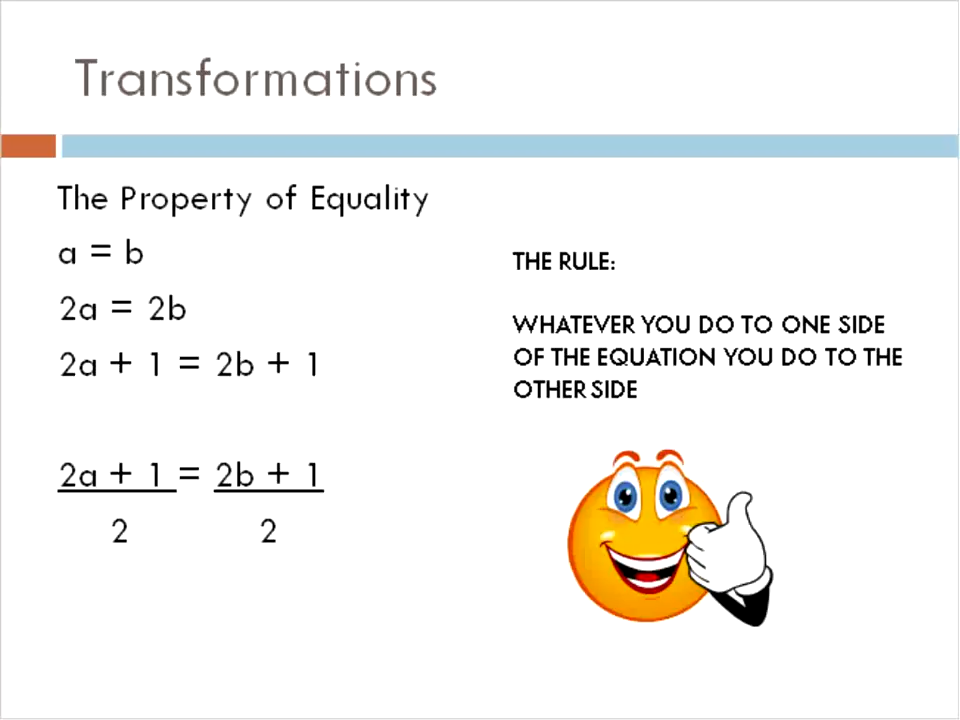 Transformations
The Property of Equality
a = b
2a = 2b
2a + 1 = 2b + 1
2a + 1 = 2b + 1
2 2
THE RULE:
WHATEVER YOU DO TO ONE SIDE
OF THE EQUATION YOU DO TO THE
OTHER SIDE